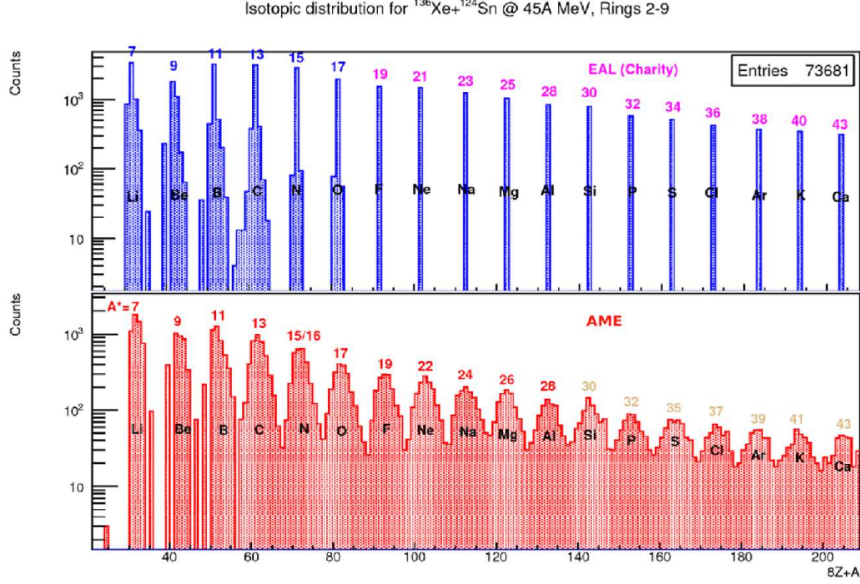 Isotopic distribution for ¹³⁶Xe+¹²⁴Sn @ 45A MeV, Rings 2-9
Counts
7 9 11 13 15 17 19 21 23 25 28 30 32 34 36 38 40 43
EAL (Charity)
Entries 73681
10³
10²
10
Li Be B C N O F Ne Na Mg Al Si P S Cl Ar K Ca
Counts
A*= 7 9 11 13 15/16 17 19 22 24 26 28 30 32 35 37 39 41 43
AME
10³
10²
10
Li Be B C N O F Ne Na Mg Al Si P S Cl Ar K Ca
40 60 80 100 120 140 160 180 200
8Z+A